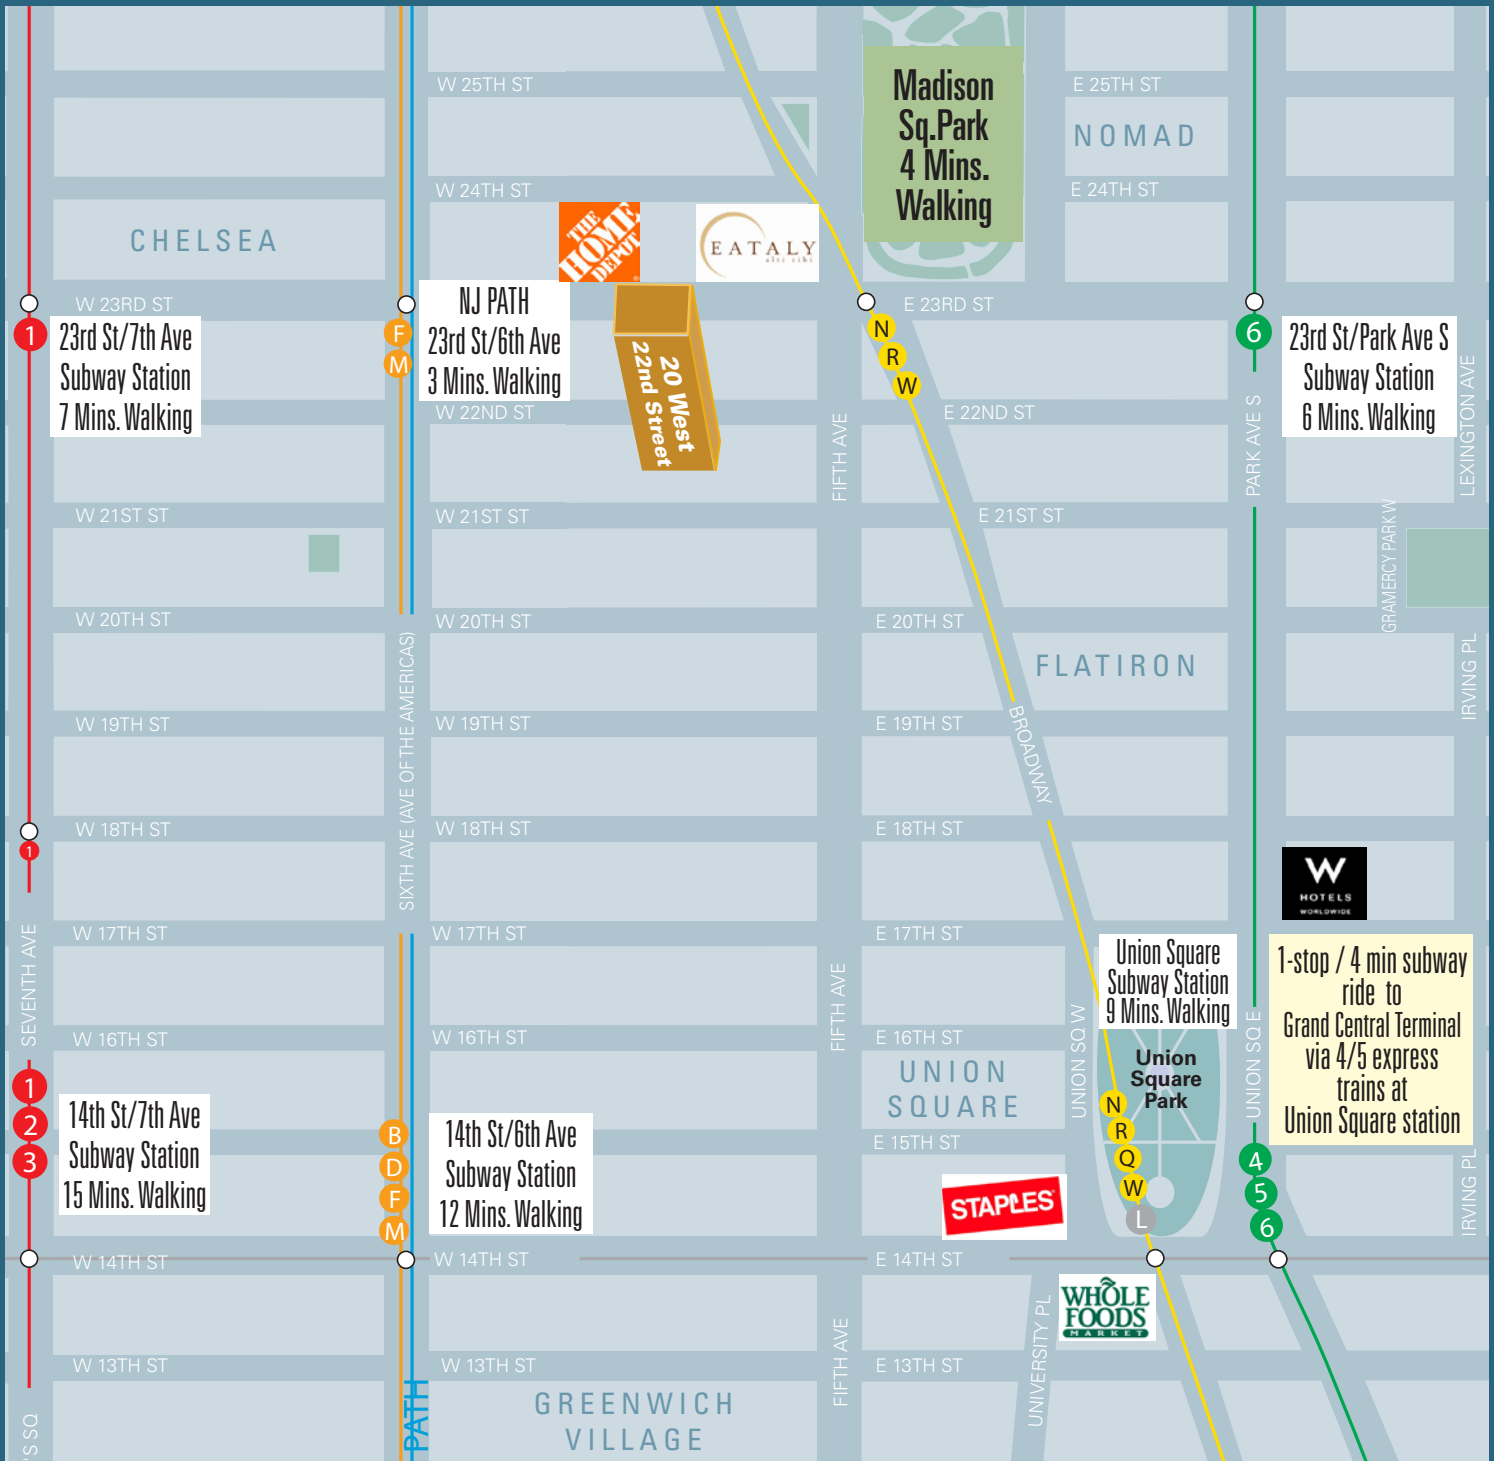 W 25TH ST
E 25TH ST
Madison
Sq.Park
4 Mins.
Walking
NOMAD
W 24TH ST
E 24TH ST
CHELSEA
THE
HOME
DEPOT
EATALY
alti cibi
W 23RD ST
E 23RD ST
1
23rd St/7th Ave
Subway Station
7 Mins. Walking
F
M
NJ PATH
23rd St/6th Ave
3 Mins. Walking
20 West
22nd Street
N
R
W
6
23rd St/Park Ave S
Subway Station
6 Mins. Walking
W 22ND ST
E 22ND ST
FIFTH AVE
PARK AVE S
LEXINGTON AVE
W 21ST ST
W 21ST ST
E 21ST ST
GRAMERCY PARK W
W 20TH ST
W 20TH ST
E 20TH ST
FLATIRON
SIXTH AVE (AVE OF THE AMERICAS)
IRVING PL
W 19TH ST
W 19TH ST
E 19TH ST
BROADWAY
W 18TH ST
W 18TH ST
E 18TH ST
1
W
HOTELS
WORLDWIDE
W 17TH ST
W 17TH ST
E 17TH ST
SEVENTH AVE
FIFTH AVE
Union Square
Subway Station
9 Mins. Walking
1-stop / 4 min subway
ride to
Grand Central Terminal
via 4/5 express
trains at
Union Square station
W 16TH ST
W 16TH ST
E 16TH ST
UNION SQ W
UNION SQ E
UNION
SQUARE
Union
Square
Park
1
2
3
14th St/7th Ave
Subway Station
15 Mins. Walking
B
D
F
M
14th St/6th Ave
Subway Station
12 Mins. Walking
E 15TH ST
N
R
Q
W
L
4
5
6
STAPLES
IRVING PL
W 14TH ST
W 14TH ST
E 14TH ST
WHOLE
FOODS
MARKET
UNIVERSITY PL
FIFTH AVE
W 13TH ST
W 13TH ST
E 13TH ST
PATH
GREENWICH
VILLAGE
'S SQ